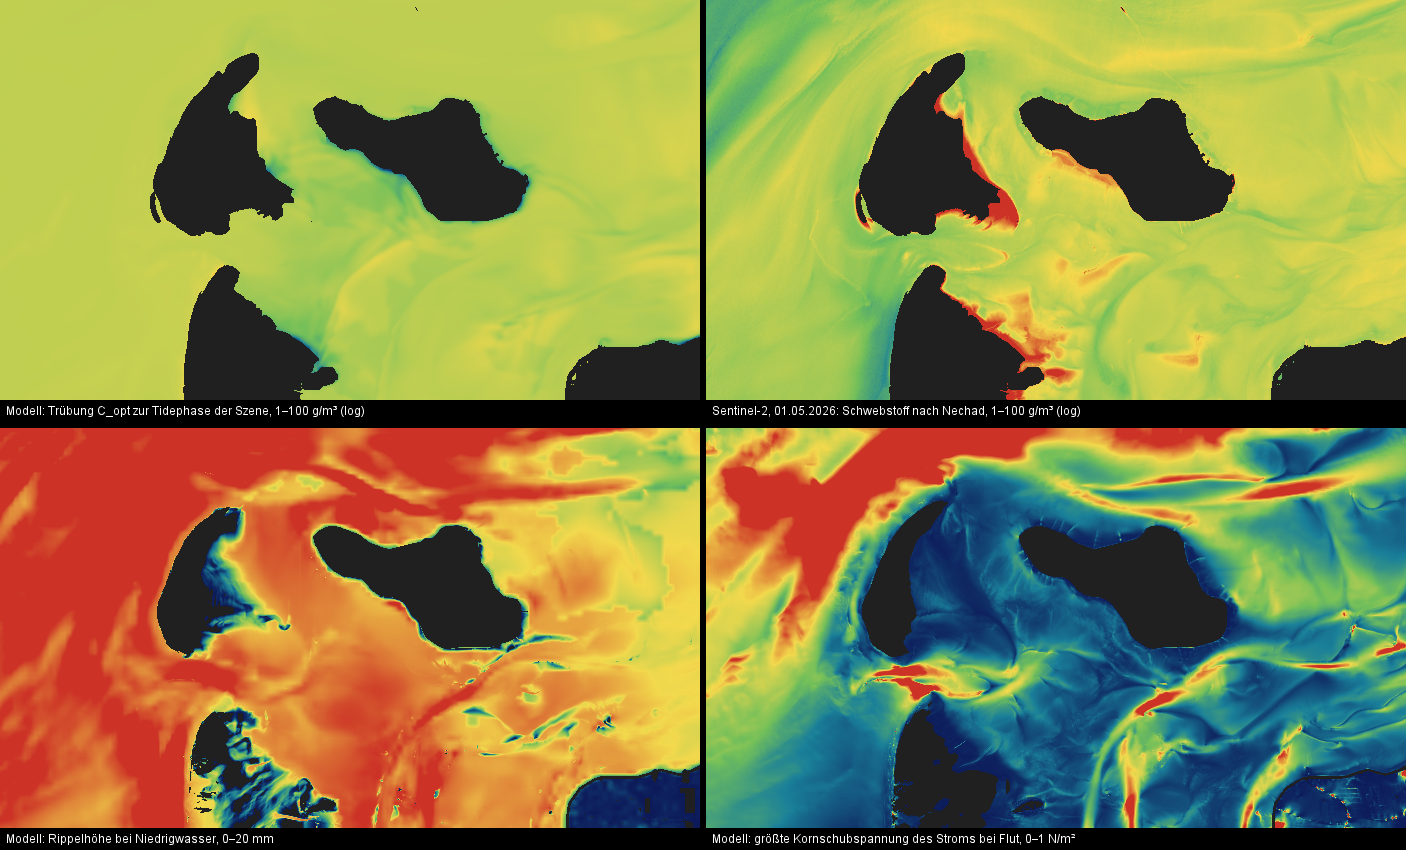 Modell: Trübung C_opt zur Tidephase der Szene, 1–100 g/m³ (log)
Sentinel-2, 01.05.2026: Schwebstoff nach Nechad, 1–100 g/m³ (log)
Modell: Rippelhöhe bei Niedrigwasser, 0–20 mm
Modell: größte Kornschubspannung des Stroms bei Flut, 0–1 N/m²